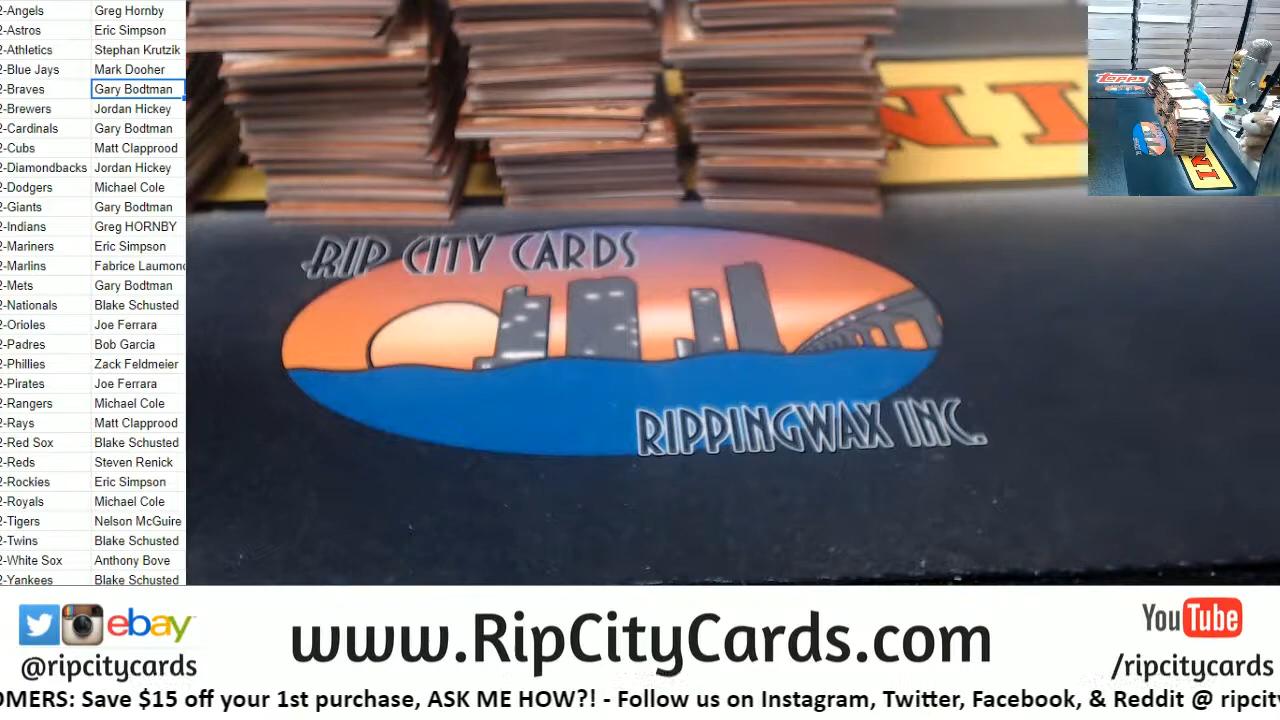 2-Angels Greg Hornby
2-Astros Eric Simpson
2-Athletics Stephan Krutzik
2-Blue Jays Mark Dooher
2-Braves Gary Bodtman
2-Brewers Jordan Hickey
2-Cardinals Gary Bodtman
2-Cubs Matt Clapprood
2-Diamondbacks Jordan Hickey
2-Dodgers Michael Cole
2-Giants Gary Bodtman
2-Indians Greg HORNBY
2-Mariners Eric Simpson
2-Marlins Fabrice Laumond
2-Mets Gary Bodtman
2-Nationals Blake Schusted
2-Orioles Joe Ferrara
2-Padres Bob Garcia
2-Phillies Zack Feldmeier
2-Pirates Joe Ferrara
2-Rangers Michael Cole
2-Rays Matt Clapprood
2-Red Sox Blake Schusted
2-Reds Steven Renick
2-Rockies Eric Simpson
2-Royals Michael Cole
2-Tigers Nelson McGuire
2-Twins Blake Schusted
2-White Sox Anthony Bove
2-Yankees Blake Schusted
NI
Topps
NI
RIP CITY CARDS
RIPPINGWAX INC.
ebay
@ripcitycards
www.RipCityCards.com
YouTube
/ripcitycards
OMERS: Save $15 off your 1st purchase, ASK ME HOW?! - Follow us on Instagram, Twitter, Facebook, & Reddit @ ripcit